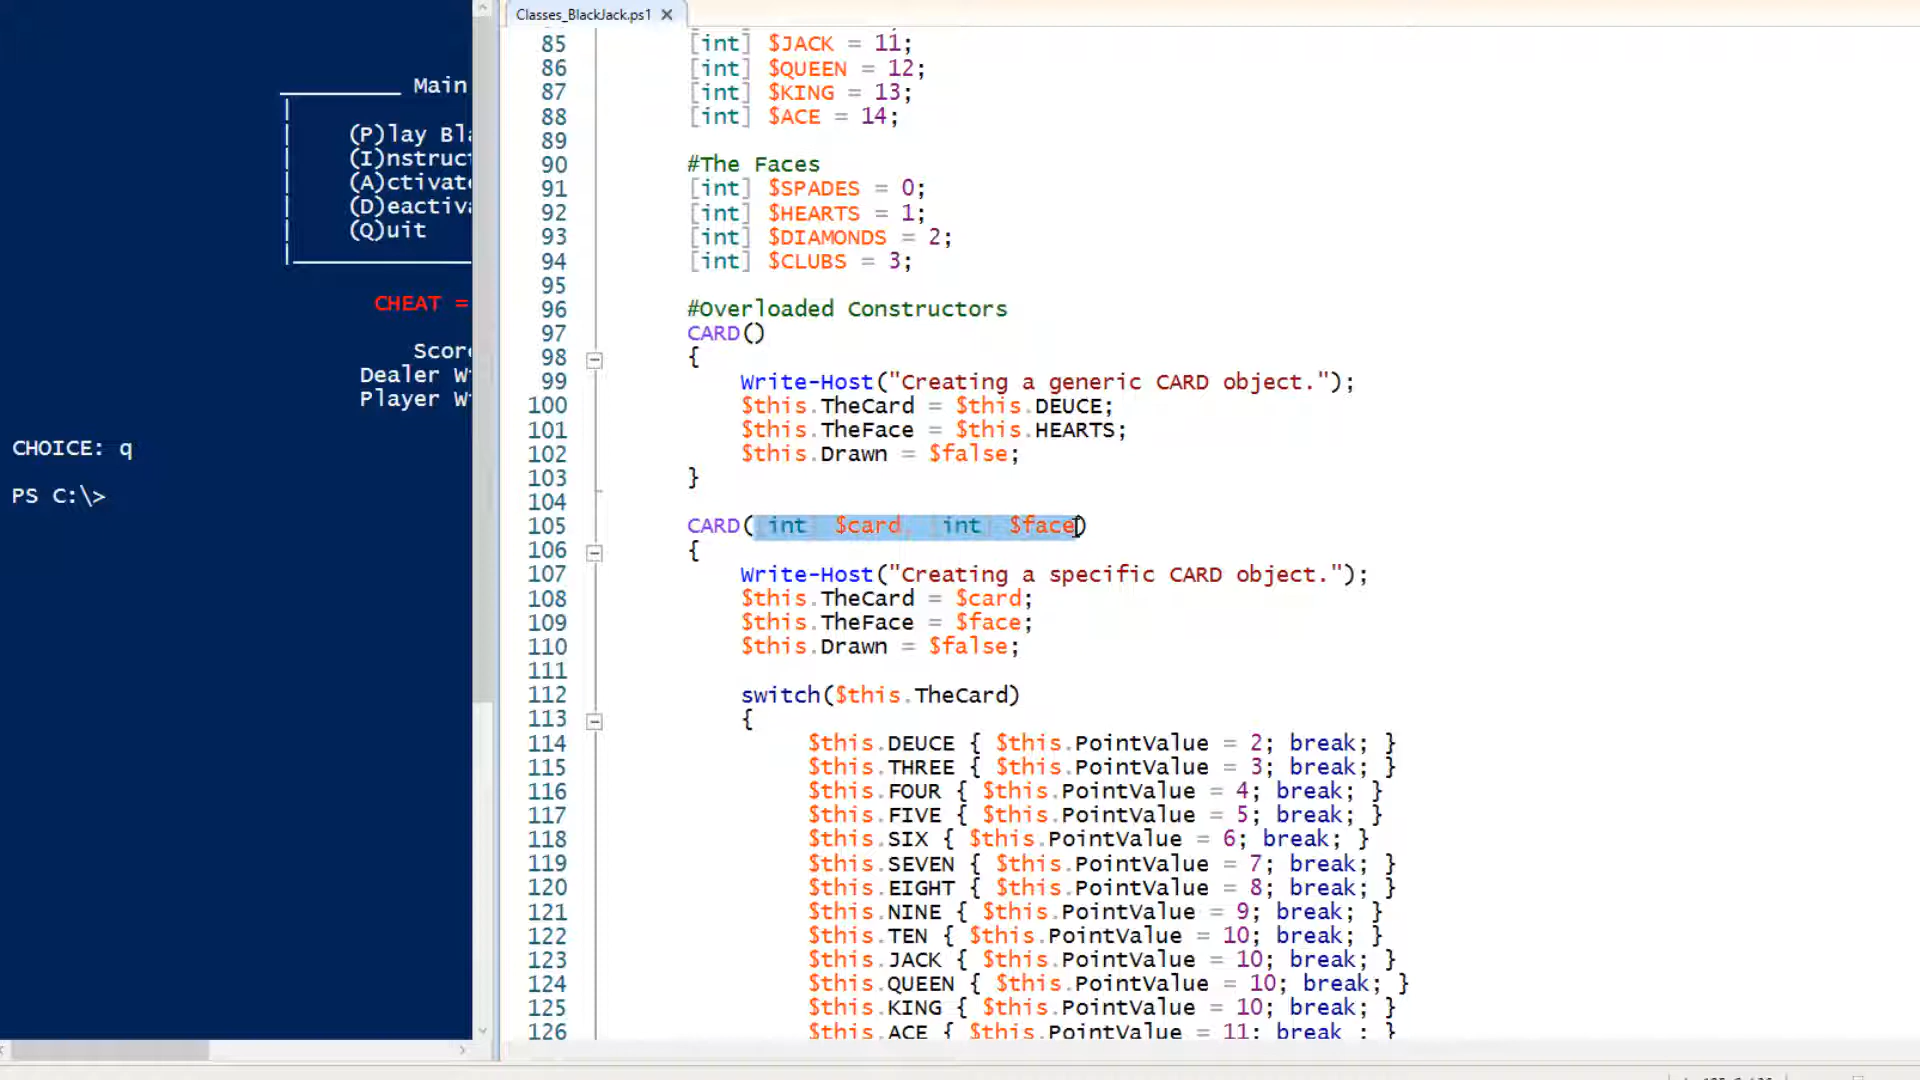 Main
(P)lay Bla
(I)nstruct
(A)ctivate
(D)eactiva
(Q)uit
CHEAT =
Score
Dealer W
Player W
CHOICE: q
PS C:\>
Classes_BlackJack.ps1
85 [int] $JACK = 11;
86 [int] $QUEEN = 12;
87 [int] $KING = 13;
88 [int] $ACE = 14;
89
90 #The Faces
91 [int] $SPADES = 0;
92 [int] $HEARTS = 1;
93 [int] $DIAMONDS = 2;
94 [int] $CLUBS = 3;
95
96 #Overloaded Constructors
97 CARD()
98 {
99 Write-Host("Creating a generic CARD object.");
100 $this.TheCard = $this.DEUCE;
101 $this.TheFace = $this.HEARTS;
102 $this.Drawn = $false;
103 }
104
105 CARD([int] $card, [int] $face)
106 {
107 Write-Host("Creating a specific CARD object.");
108 $this.TheCard = $card;
109 $this.TheFace = $face;
110 $this.Drawn = $false;
111
112 switch($this.TheCard)
113 {
114 $this.DEUCE { $this.PointValue = 2; break; }
115 $this.THREE { $this.PointValue = 3; break; }
116 $this.FOUR { $this.PointValue = 4; break; }
117 $this.FIVE { $this.PointValue = 5; break; }
118 $this.SIX { $this.PointValue = 6; break; }
119 $this.SEVEN { $this.PointValue = 7; break; }
120 $this.EIGHT { $this.PointValue = 8; break; }
121 $this.NINE { $this.PointValue = 9; break; }
122 $this.TEN { $this.PointValue = 10; break; }
123 $this.JACK { $this.PointValue = 10; break; }
124 $this.QUEEN { $this.PointValue = 10; break; }
125 $this.KING { $this.PointValue = 10; break; }
126 $this.ACE { $this.PointValue = 11; break ; }